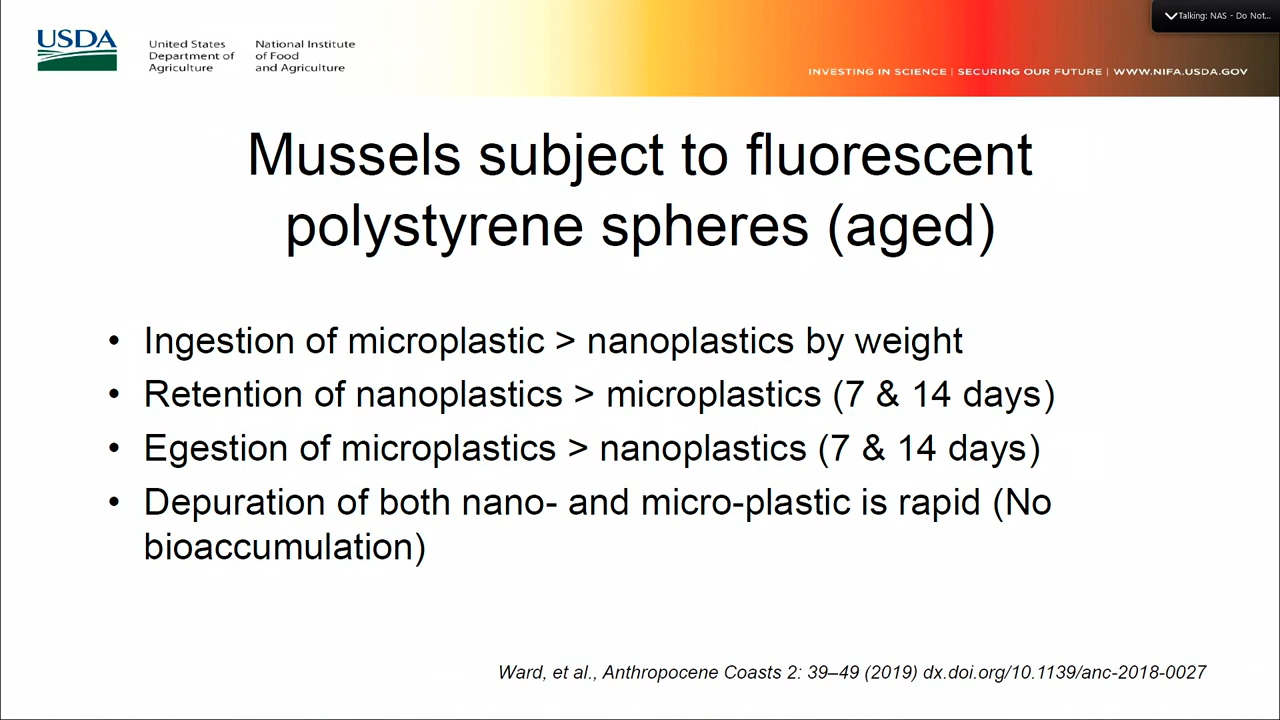 Talking: NAS - Do Not...
USDA
United States
Department of
Agriculture
National Institute
of Food
and Agriculture
INVESTING IN SCIENCE | SECURING OUR FUTURE | WWW.NIFA.USDA.GOV
Mussels subject to fluorescent
polystyrene spheres (aged)
• Ingestion of microplastic > nanoplastics by weight
• Retention of nanoplastics > microplastics (7 & 14 days)
• Egestion of microplastics > nanoplastics (7 & 14 days)
• Depuration of both nano- and micro-plastic is rapid (No
bioaccumulation)
Ward, et al., Anthropocene Coasts 2: 39–49 (2019) dx.doi.org/10.1139/anc-2018-0027